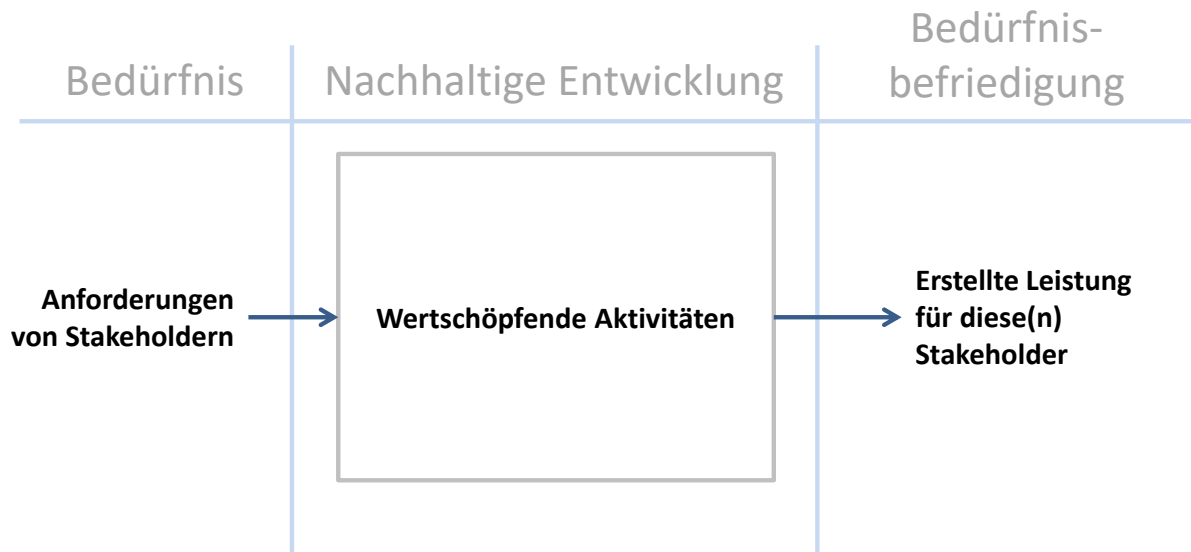 Bedürfnis
Nachhaltige Entwicklung
Bedürfnis-
befriedigung
Anforderungen
von Stakeholdern
Wertschöpfende Aktivitäten
Erstellte Leistung
für diese(n)
Stakeholder